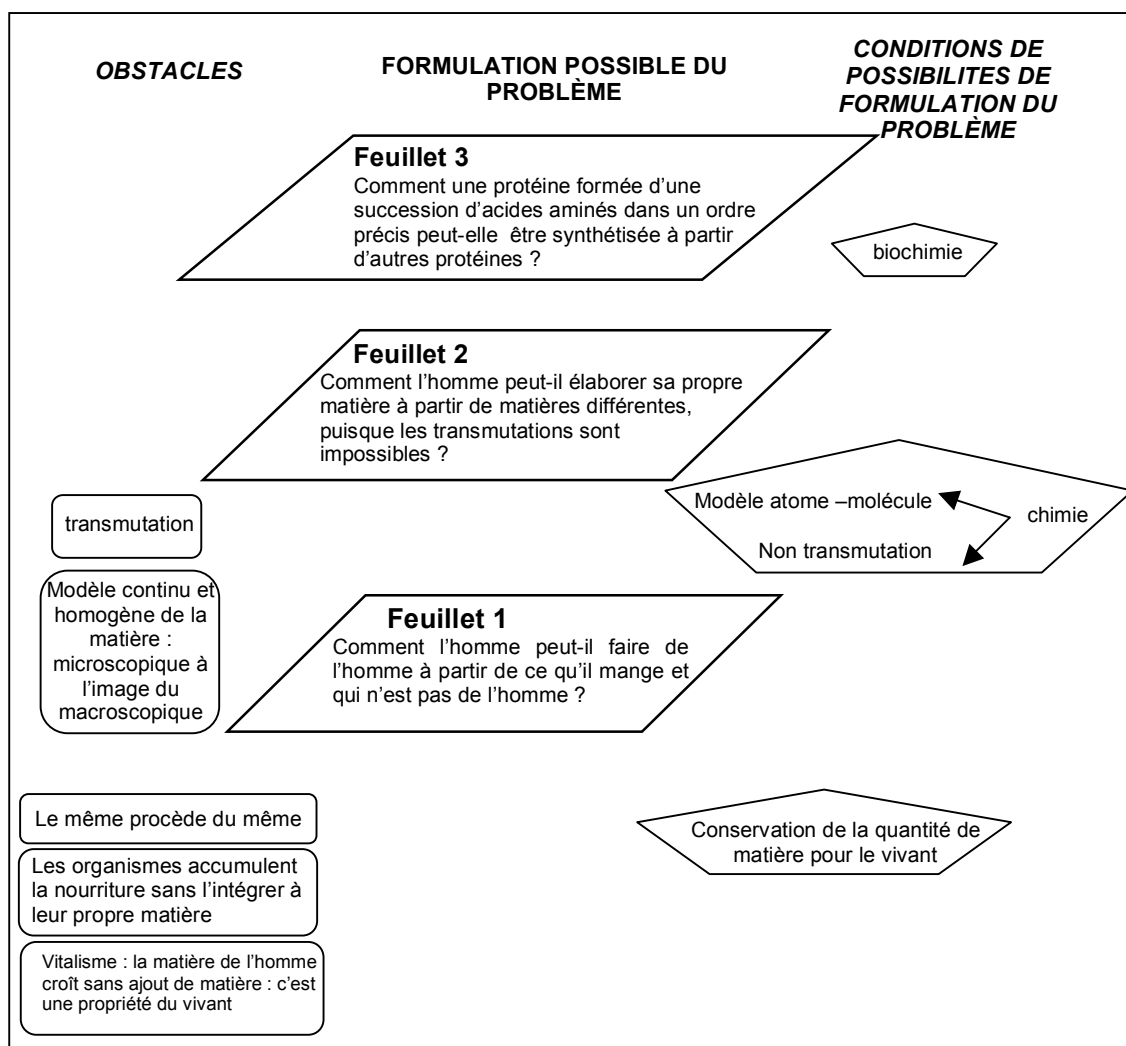 OBSTACLES
FORMULATION POSSIBLE DU
PROBLÈME
CONDITIONS DE
POSSIBILITES DE
FORMULATION DU
PROBLÈME
Feuillet 3
Comment une protéine formée d’une
succession d’acides aminés dans un ordre
précis peut-elle être synthétisée à partir
d’autres protéines ?
biochimie
Feuillet 2
Comment l’homme peut-il élaborer sa propre
matière à partir de matières différentes,
puisque les transmutations sont
impossibles ?
transmutation
Modèle atome –molécule
chimie
Non transmutation
Modèle continu et
homogène de la
matière :
microscopique à
l’image du
macroscopique
Feuillet 1
Comment l’homme peut-il faire de
l’homme à partir de ce qu’il mange et
qui n’est pas de l’homme ?
Le même procède du même
Conservation de la quantité de
matière pour le vivant
Les organismes accumulent
la nourriture sans l’intégrer à
leur propre matière
Vitalisme : la matière de l’homme
croît sans ajout de matière : c’est
une propriété du vivant